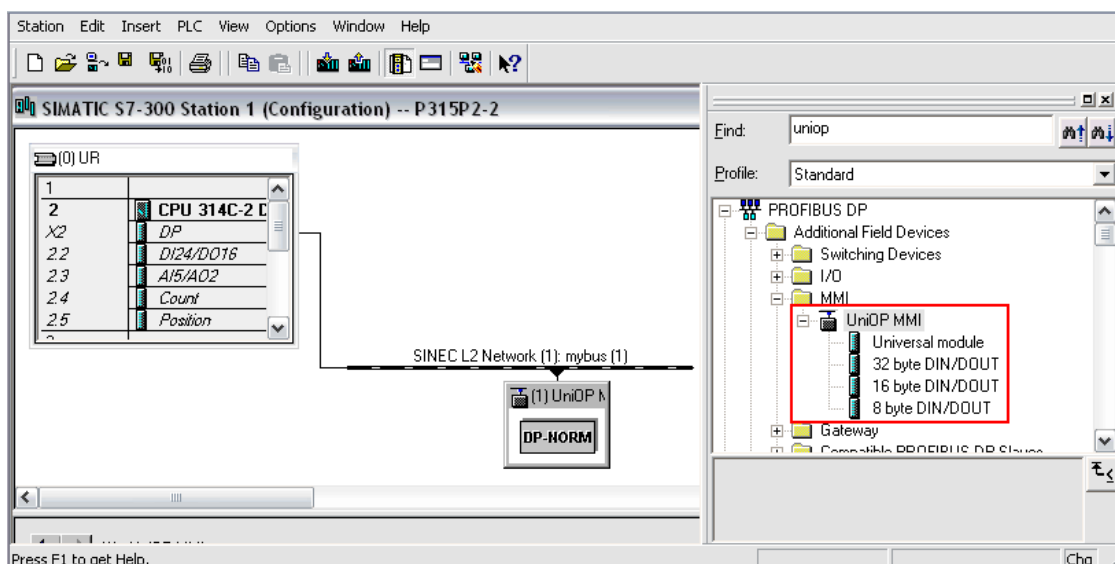 Station Edit Insert PLC View Options Window Help
SIMATIC S7-300 Station 1 (Configuration) -- P315P2-2
(0) UR
1
2 CPU 314C-2 D
X2 DP
2.2 DI24/DO16
2.3 AI5/AO2
2.4 Count
2.5 Position
SINEC L2 Network (1): mybus (1)
(1) UniOP
DP-NORM
Find: uniop
Profile: Standard
PROFIBUS DP
Additional Field Devices
Switching Devices
I/O
MMI
UniOP MMI
Universal module
32 byte DIN/DOUT
16 byte DIN/DOUT
8 byte DIN/DOUT
Gateway
Compatible PROFIBUS DP Slaves
Press F1 to get Help.
Chg